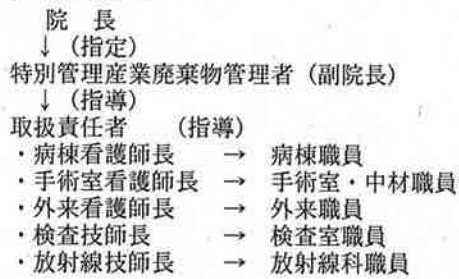 院　長
↓（指定）
特別管理産業廃棄物管理者（副院長）
↓（指導）
取扱責任者　（指導）
・病棟看護師長　→　病棟職員
・手術室看護師長　→　手術室・中材職員
・外来看護師長　→　外来職員
・検査技師長　→　検査室職員
・放射線技師長　→　放射線科職員